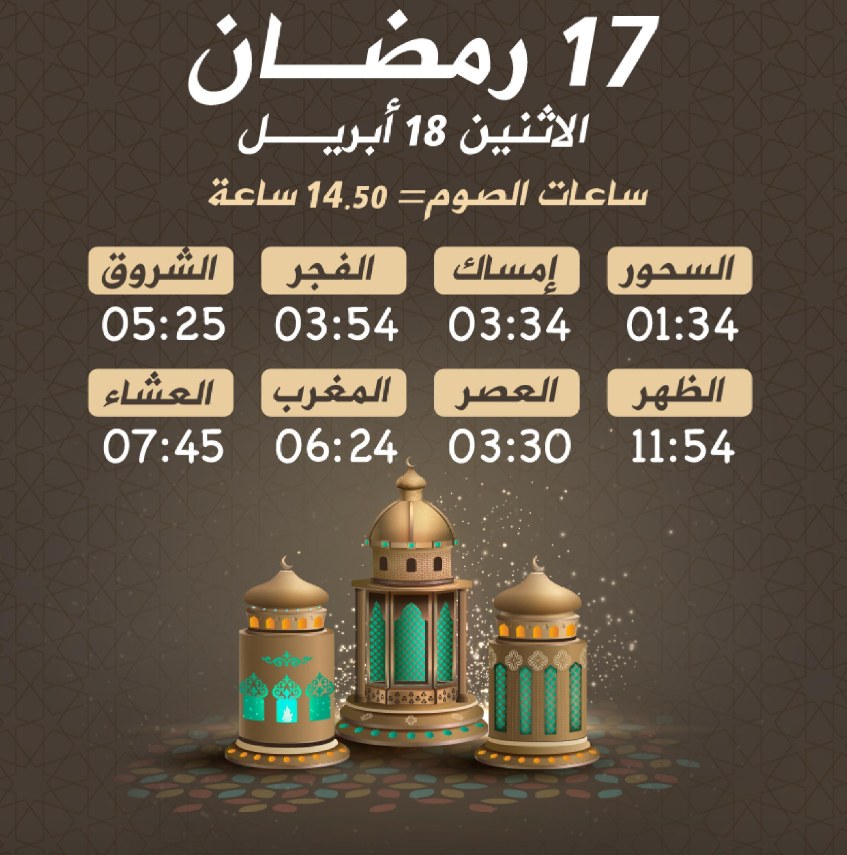 17 رمضان
الاثنين 18 أبريل
ساعات الصوم= 14.50 ساعة
السحور إمساك الفجر الشروق
01:34 03:34 03:54 05:25
الظهر العصر المغرب العشاء
11:54 03:30 06:24 07:45